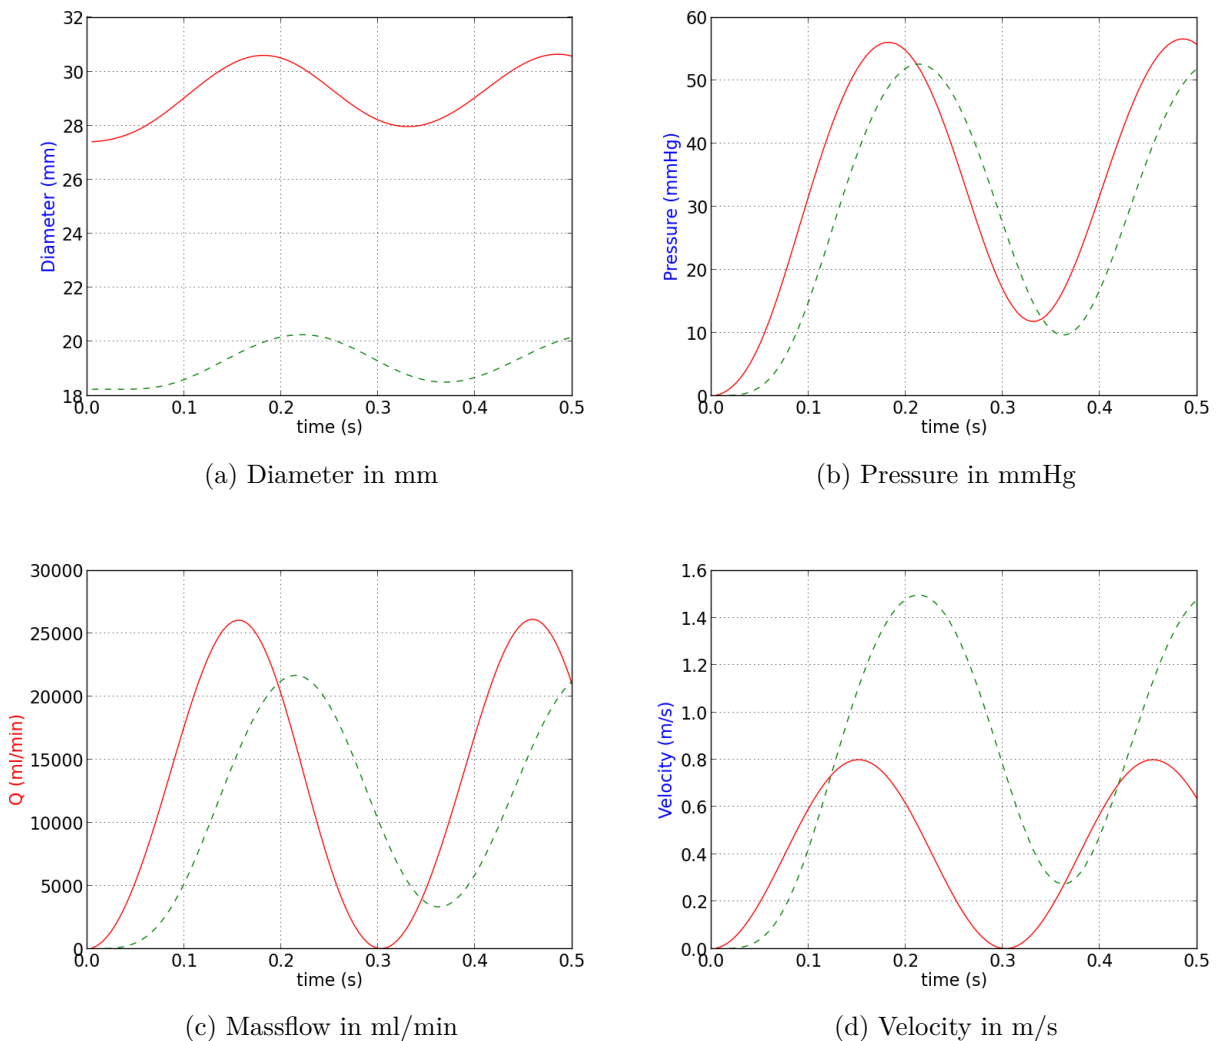 32
30
28
26
24
22
20
18
Diameter (mm)
0.0 0.1 0.2 0.3 0.4 0.5
time (s)
(a) Diameter in mm
60
50
40
30
20
10
0
Pressure (mmHg)
0.0 0.1 0.2 0.3 0.4 0.5
time (s)
(b) Pressure in mmHg
30000
25000
20000
15000
10000
5000
0
Q (ml/min)
0.0 0.1 0.2 0.3 0.4 0.5
time (s)
(c) Massflow in ml/min
1.6
1.4
1.2
1.0
0.8
0.6
0.4
0.2
0.0
Velocity (m/s)
0.0 0.1 0.2 0.3 0.4 0.5
time (s)
(d) Velocity in m/s